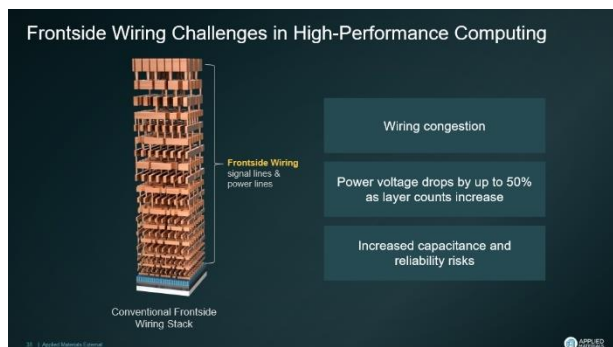 Frontside Wiring Challenges in High-Performance Computing
Frontside Wiring
signal lines &
power lines
Conventional Frontside
Wiring Stack
Wiring congestion
Power voltage drops by up to 50%
as layer counts increase
Increased capacitance and
reliability risks
| Applied Materials External
APPLIED
MATERIALS